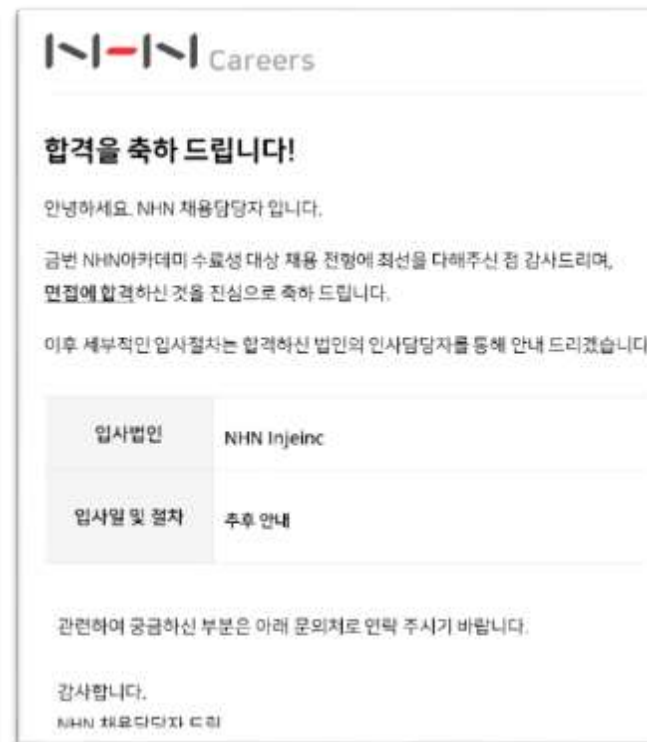 NHN Careers
합격을 축하 드립니다!
안녕하세요. NHN 채용담당자 입니다.
금번 NHN아카데미 수료생 대상 채용 전형에 최선을 다해주신 점 감사드리며,
면접에 합격하신 것을 진심으로 축하 드립니다.
이후 세부적인 입사절차는 합격하신 법인의 인사담당자를 통해 안내 드리겠습니다
입사법인 NHN Injeinc
입사일 및 절차 추후 안내
관련하여 궁금하신 부분은 아래 문의처로 연락 주시기 바랍니다.
감사합니다.
NHN 채용담당자 드림